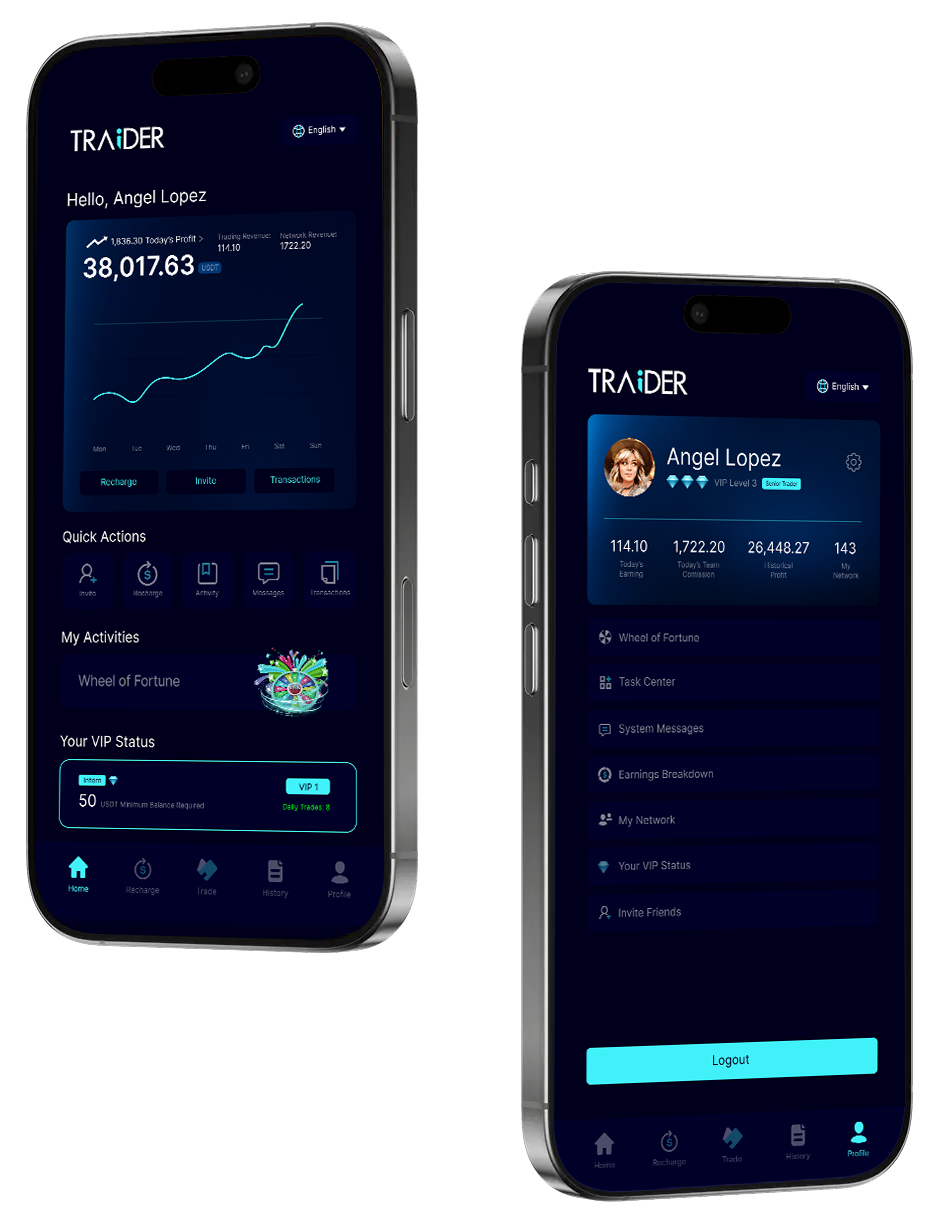 TRAiDER
English
Hello, Angel Lopez
1,836.30 Today's Profit >
Trading Revenue:
114.10
Network Revenue:
1722.20
38,017.63 USDT
Mon Tue Wed Thu Fri Sat Sun
Recharge Invite Transactions
Quick Actions
Invite Recharge Activity Messages Transactions
My Activities
Wheel of Fortune
Your VIP Status
Intern
VIP 1
50 USDT Minimum Balance Required
Daily Trades: 8
Home Recharge Trade History Profile
TRAiDER
English
Angel Lopez
VIP Level 3 Senior Trader
114.10 1,722.20 26,448.27 143
Today's Earning
Today's Team Comission
Historical Profit
My Network
Wheel of Fortune
Task Center
System Messages
Earnings Breakdown
My Network
Your VIP Status
Invite Friends
Logout
Home Recharge Trade History Profile